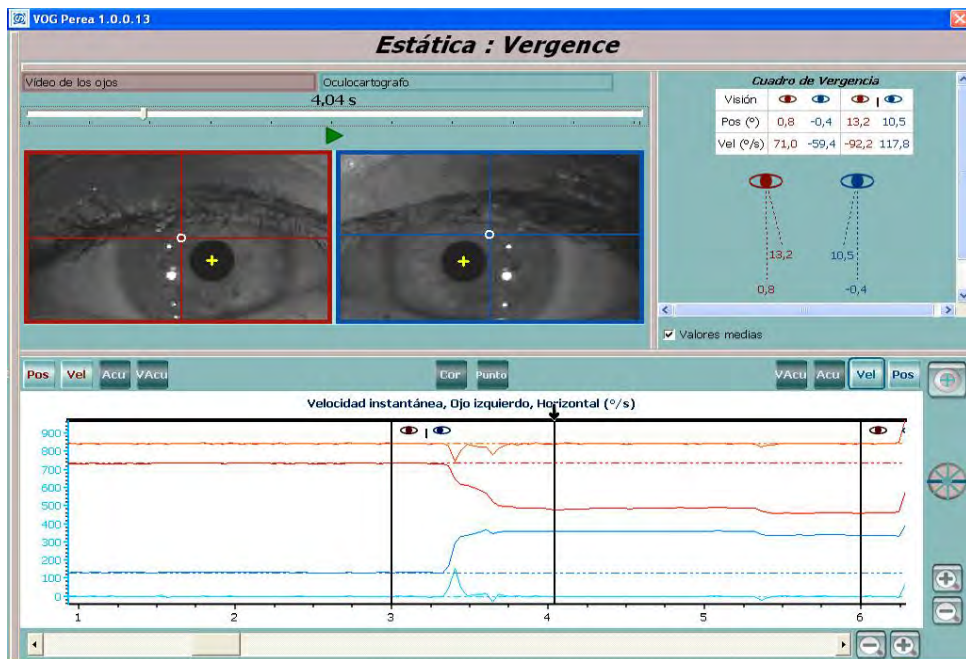 VOG Perea 1.0.0.13
Estática : Vergence
Vídeo de los ojos
Oculocartografo
4,04 s
Cuadro de Vergencia
Visión
Pos (º) 0,8 -0,4 13,2 10,5
Vel (º/s) 71,0 -59,4 -92,2 117,8
13,2 10,5
0,8 -0,4
Valores medias
Pos Vel Acu VAcu Cor Punto VAcu Acu Vel Pos
Velocidad instantánea, Ojo izquierdo, Horizontal (º/s)
900
800
700
600
500
400
300
200
100
0
1 2 3 4 5 6